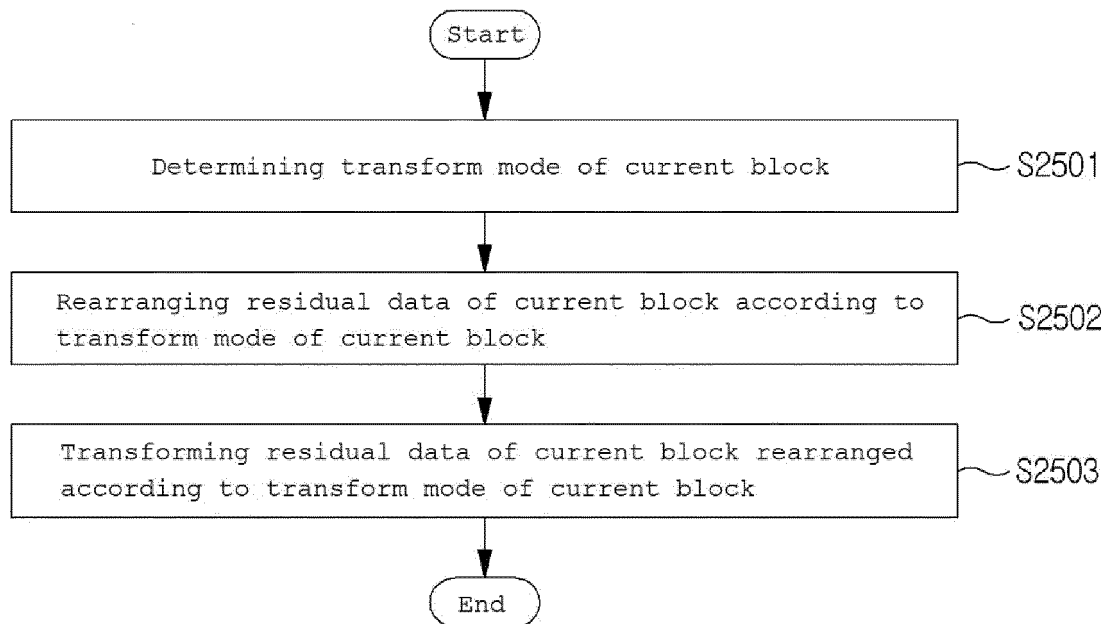 Start
Determining transform mode of current block
S2501
Rearranging residual data of current block according to
transform mode of current block
S2502
Transforming residual data of current block rearranged
according to transform mode of current block
S2503
End